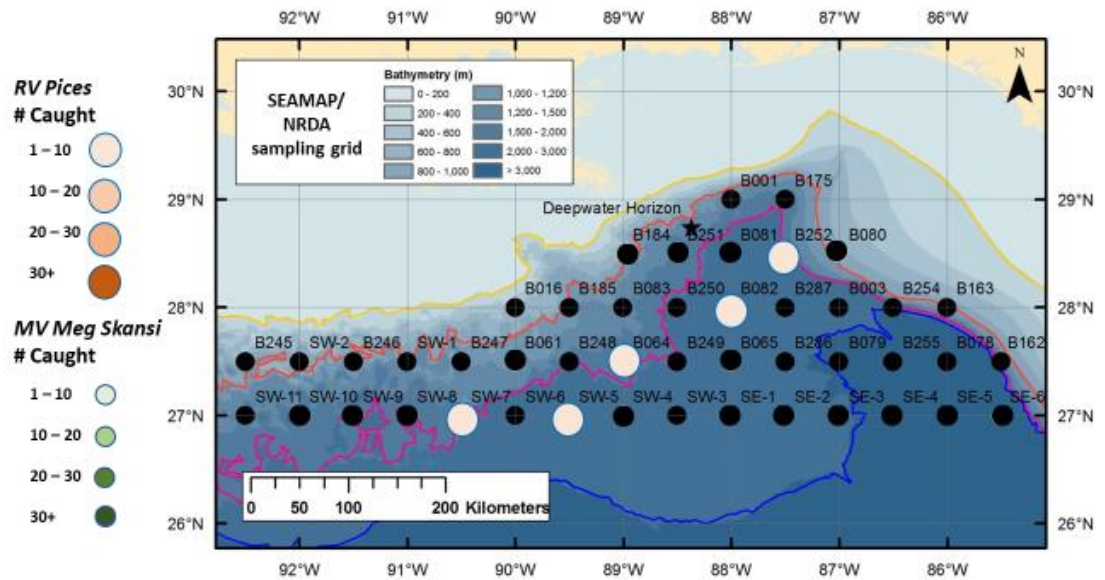 92°W 91°W 90°W 89°W 88°W 87°W 86°W
N
RV Pices
# Caught
1 – 10
10 – 20
20 – 30
30+
MV Meg Skansi
# Caught
1 – 10
10 – 20
20 – 30
30+
SEAMAP/
NRDA
sampling grid
Bathymetry (m)
0 - 200
200 - 400
400 - 600
600 - 800
800 - 1,000
1,000 - 1,200
1,200 - 1,500
1,500 - 2,000
2,000 - 3,000
> 3,000
30°N 30°N
29°N 29°N
28°N 28°N
27°N 27°N
26°N 26°N
B001 B175
Deepwater Horizon
B184 B251 B081 B252 B080
B016 B185 B083 B250 B082 B287 B003 B254 B163
B245 SW-2 B246 SW-1 B247 B061 B248 B064 B249 B065 B286 B079 B255 B078 B162
SW-11 SW-10 SW-9 SW-8 SW-7 SW-6 SW-5 SW-4 SW-3 SE-1 SE-2 SE-3 SE-4 SE-5 SE-6
0 50 100 200 Kilometers
92°W 91°W 90°W 89°W 88°W 87°W 86°W